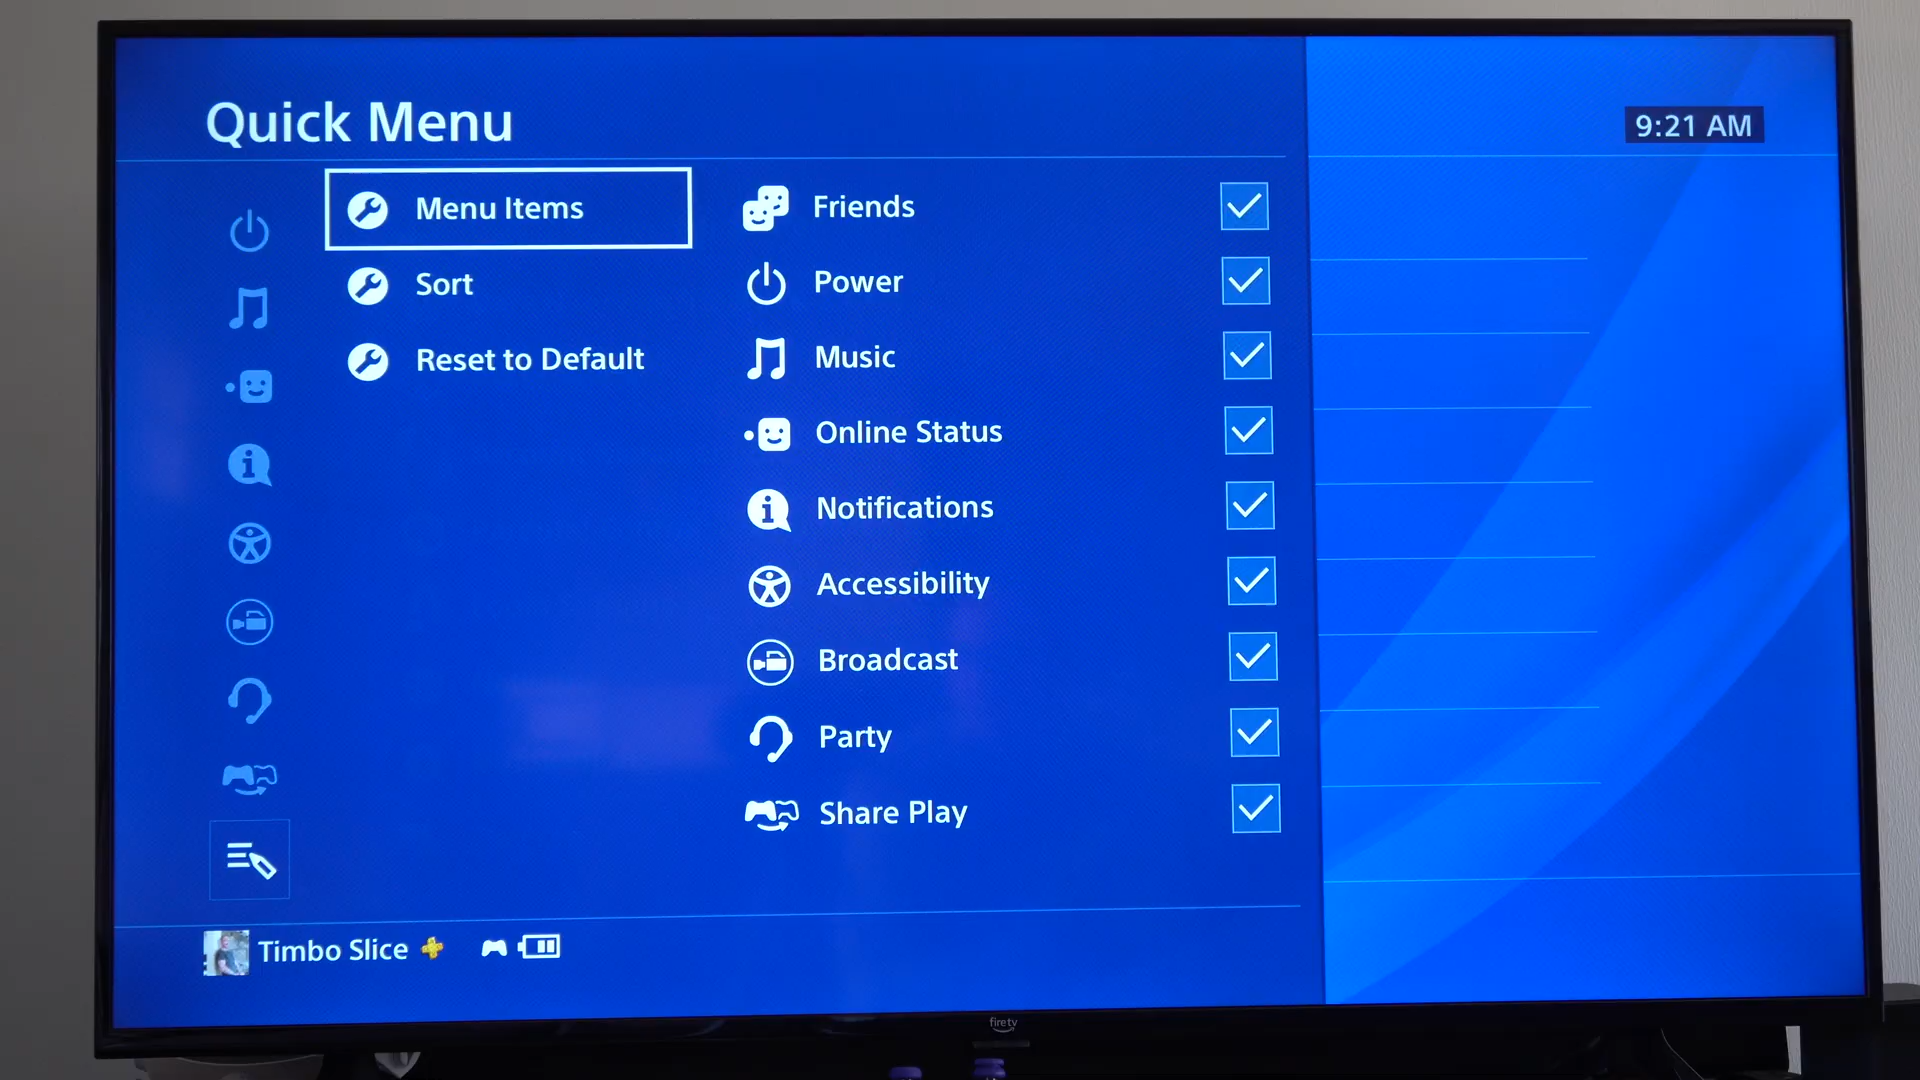 Quick Menu
9:21 AM
Menu Items
Sort
Reset to Default
Friends
Power
Music
Online Status
Notifications
Accessibility
Broadcast
Party
Share Play
Timbo Slice
firetv